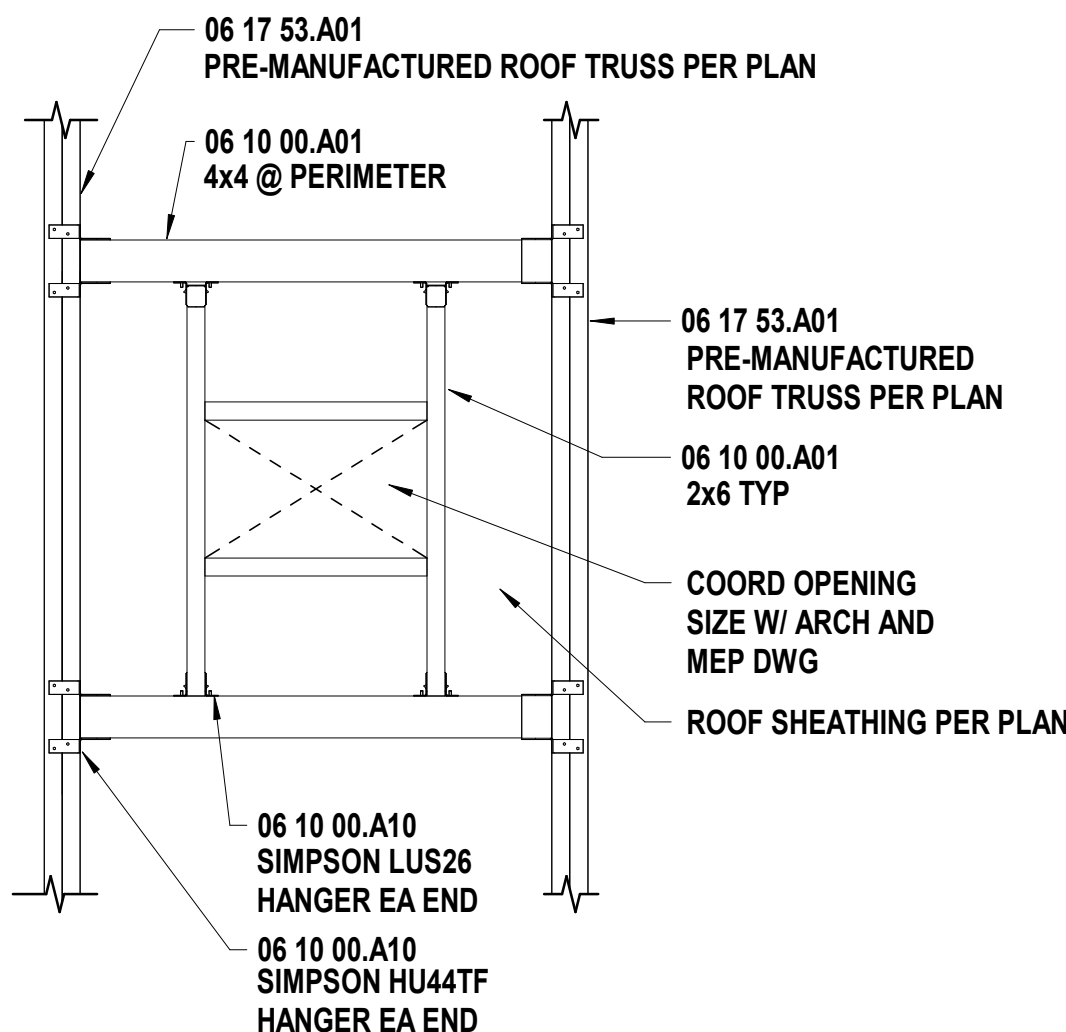 06 17 53.A01
PRE-MANUFACTURED ROOF TRUSS PER PLAN
06 10 00.A01
4x4 @ PERIMETER
06 17 53.A01
PRE-MANUFACTURED
ROOF TRUSS PER PLAN
06 10 00.A01
2x6 TYP
COORD OPENING
SIZE W/ ARCH AND
MEP DWG
ROOF SHEATHING PER PLAN
06 10 00.A10
SIMPSON LUS26
HANGER EA END
06 10 00.A10
SIMPSON HU44TF
HANGER EA END